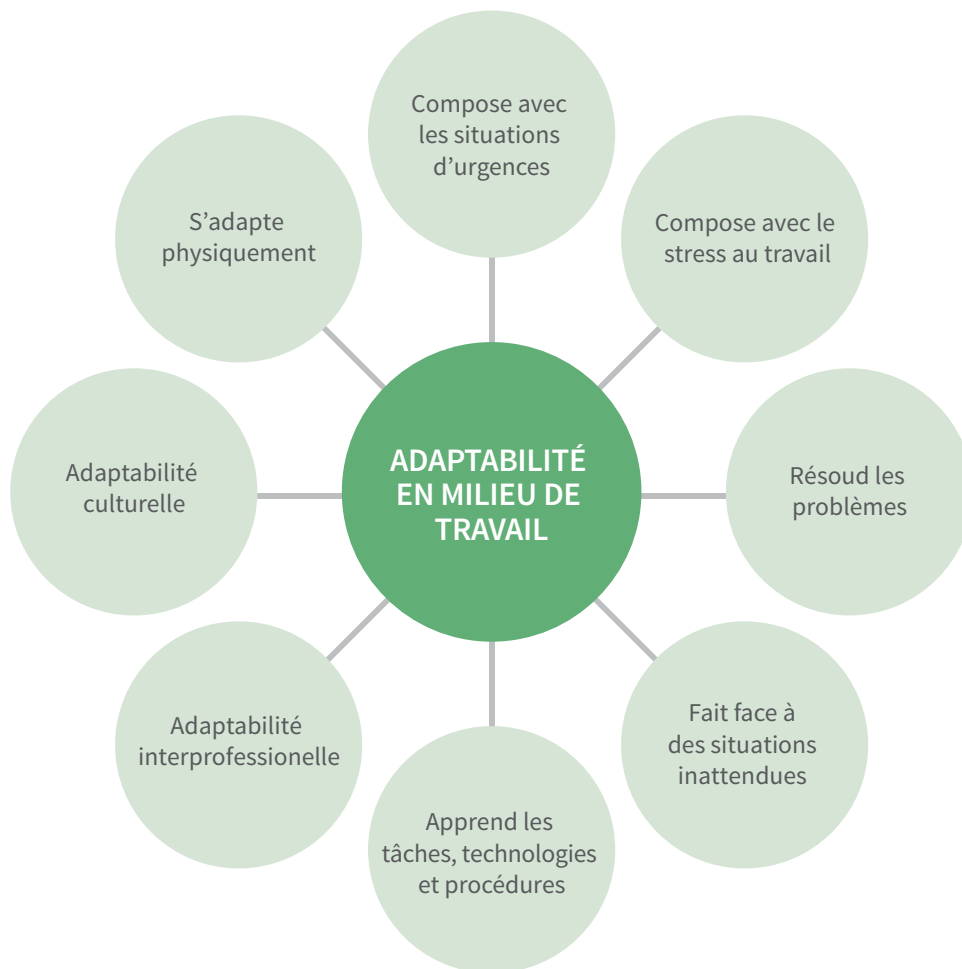 Compose avec
les situations
d’urgences
S’adapte
physiquement
Compose avec le
stress au travail
Adaptabilité
culturelle
ADAPTABILITÉ
EN MILIEU DE
TRAVAIL
Résoud les
problèmes
Adaptabilité
interprofessionelle
Fait face à
des situations
inattendues
Apprend les
tâches, technologies
et procédures